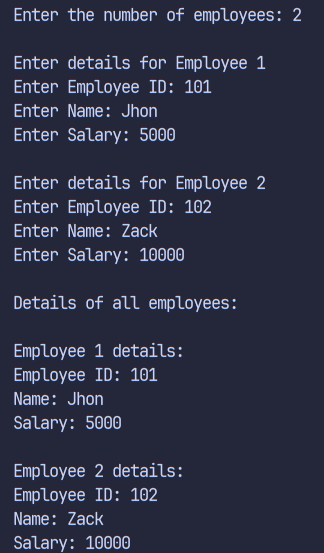 Enter the number of employees: 2
Enter details for Employee 1
Enter Employee ID: 101
Enter Name: Jhon
Enter Salary: 5000
Enter details for Employee 2
Enter Employee ID: 102
Enter Name: Zack
Enter Salary: 10000
Details of all employees:
Employee 1 details:
Employee ID: 101
Name: Jhon
Salary: 5000
Employee 2 details:
Employee ID: 102
Name: Zack
Salary: 10000